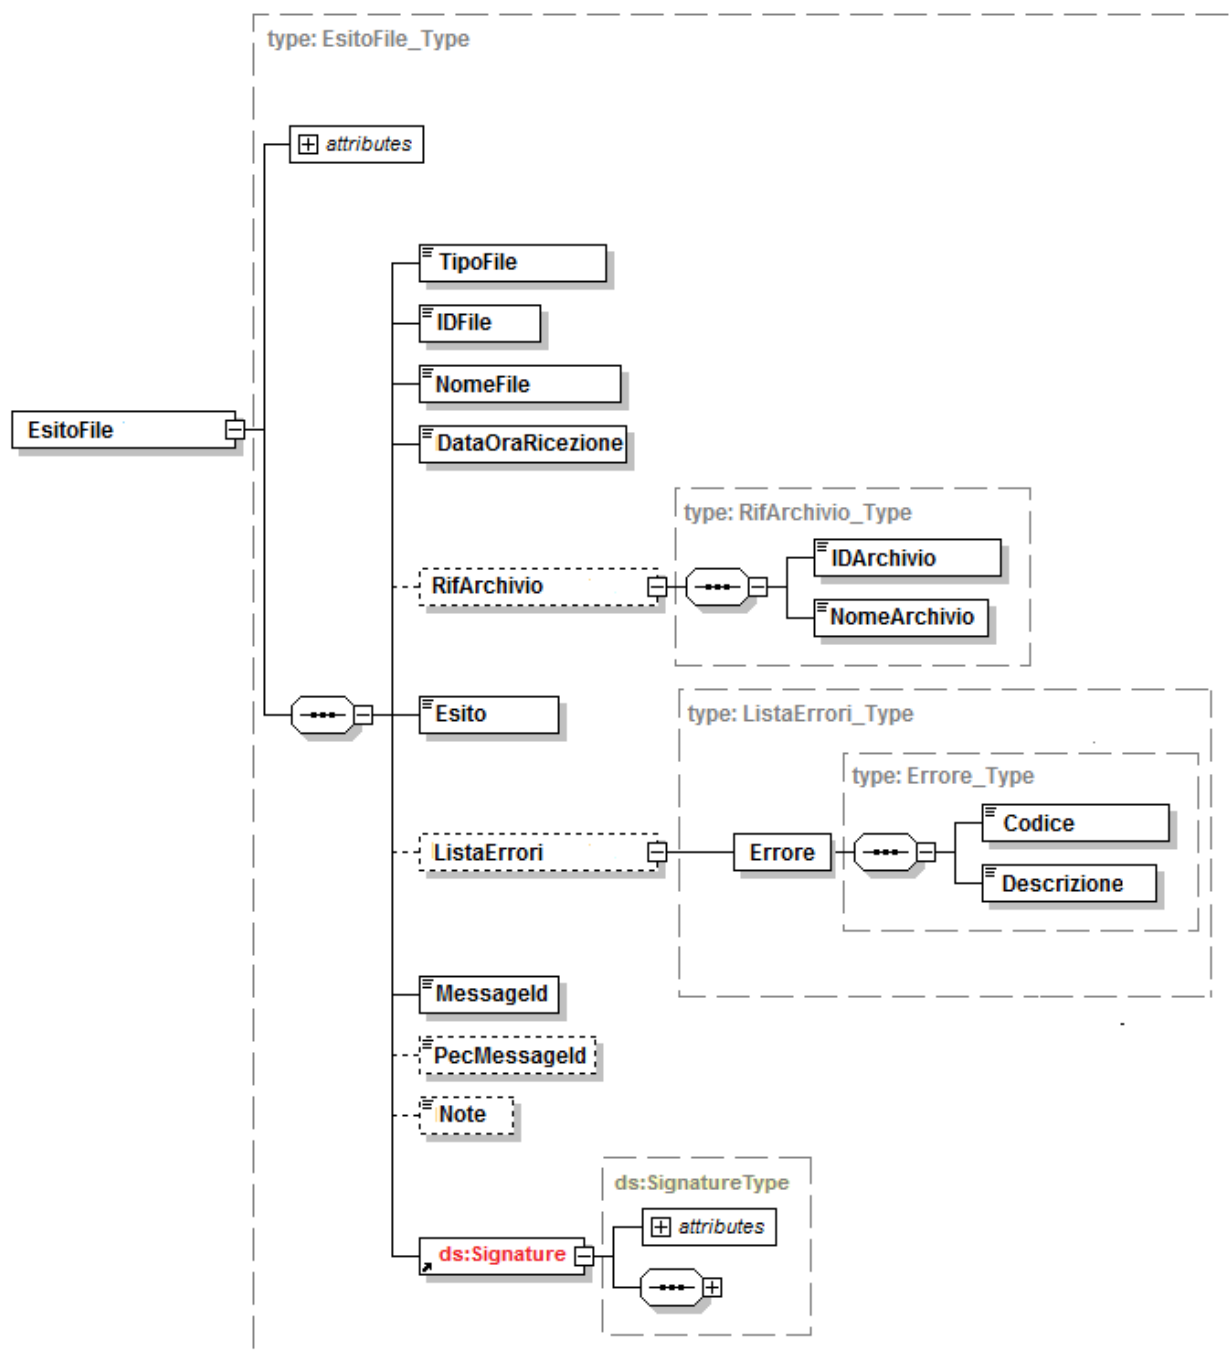 type: EsitoFile_Type
attributes
TipoFile
IDFile
NomeFile
EsitoFile
DataOraRicezione
type: RifArchivio_Type
IDArchivio
RifArchivio
NomeArchivio
Esito
type: ListaErrori_Type
type: Errore_Type
Codice
ListaErrori
Errore
Descrizione
MessageId
PecMessageId
Note
ds:SignatureType
attributes
ds:Signature